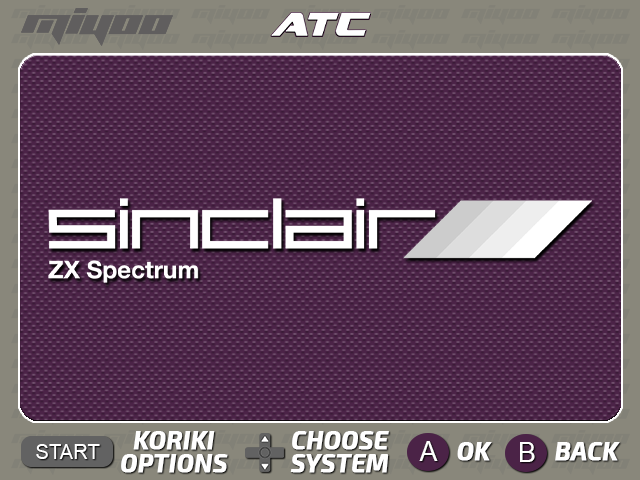 miyoo
ATC
sinclair
ZX Spectrum
START
KORIKI
OPTIONS
CHOOSE
SYSTEM
A
OK
B
BACK